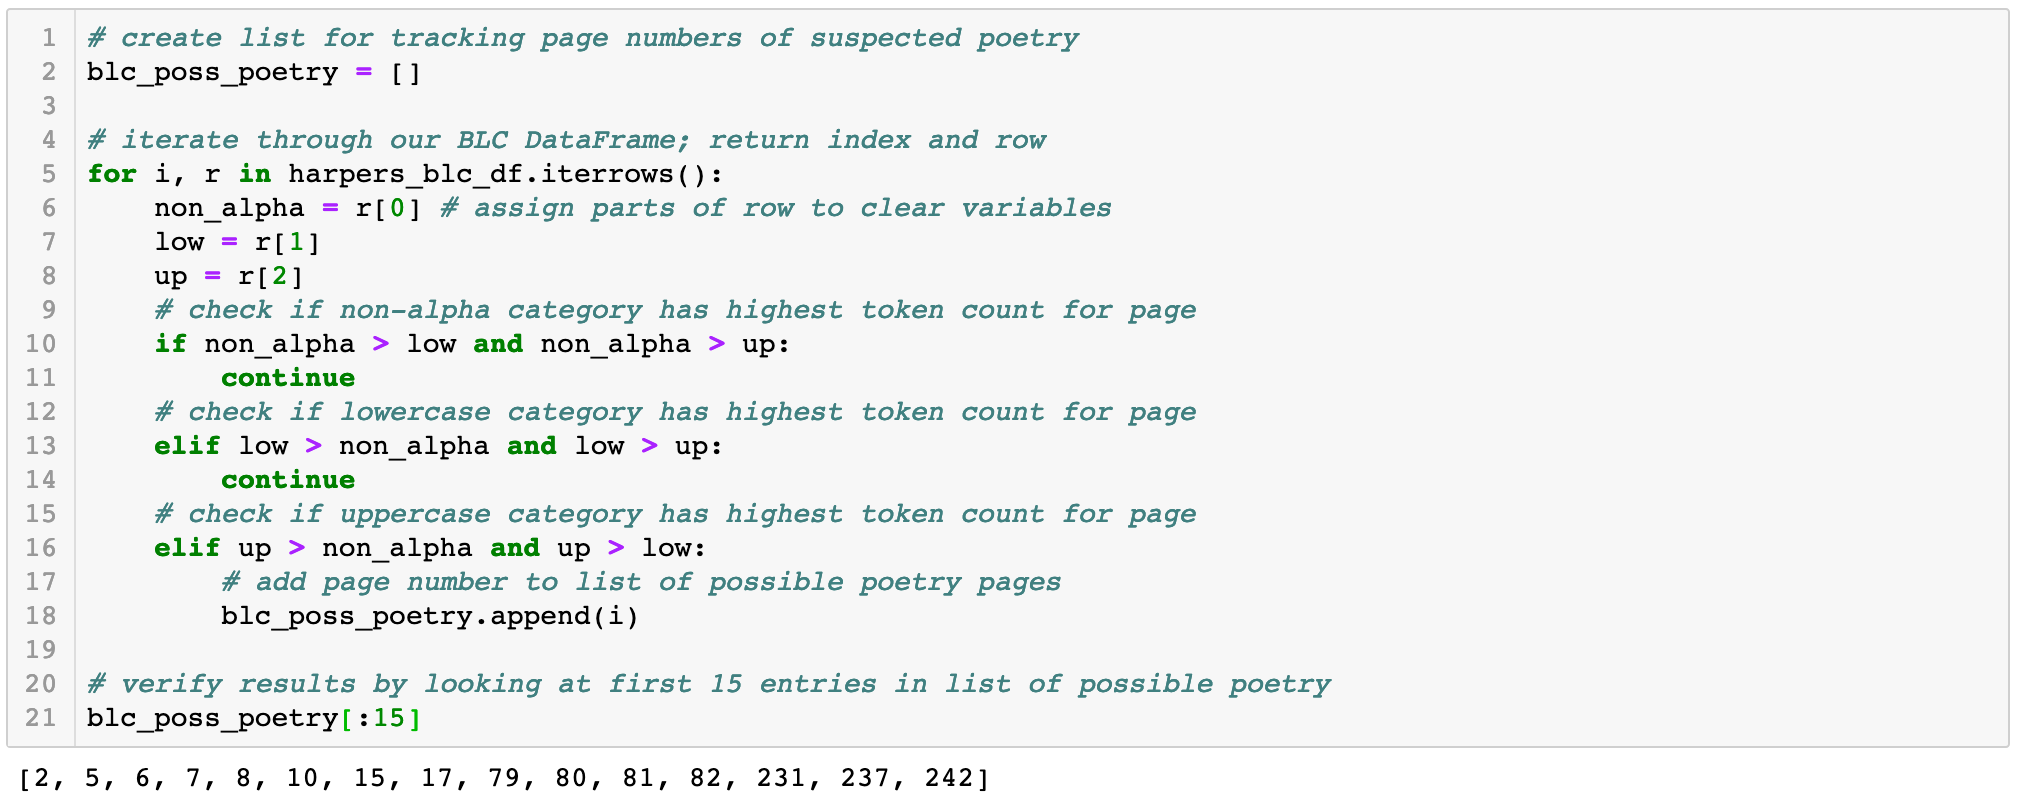 1 # create list for tracking page numbers of suspected poetry
2 blc_poss_poetry = []
3
4 # iterate through our BLC DataFrame; return index and row
5 for i, r in harpers_blc_df.iterrows():
6     non_alpha = r[0] # assign parts of row to clear variables
7     low = r[1]
8     up = r[2]
9     # check if non-alpha category has highest token count for page
10     if non_alpha > low and non_alpha > up:
11         continue
12     # check if lowercase category has highest token count for page
13     elif low > non_alpha and low > up:
14         continue
15     # check if uppercase category has highest token count for page
16     elif up > non_alpha and up > low:
17         # add page number to list of possible poetry pages
18         blc_poss_poetry.append(i)
19
20 # verify results by looking at first 15 entries in list of possible poetry
21 blc_poss_poetry[:15]
[2, 5, 6, 7, 8, 10, 15, 17, 79, 80, 81, 82, 231, 237, 242]